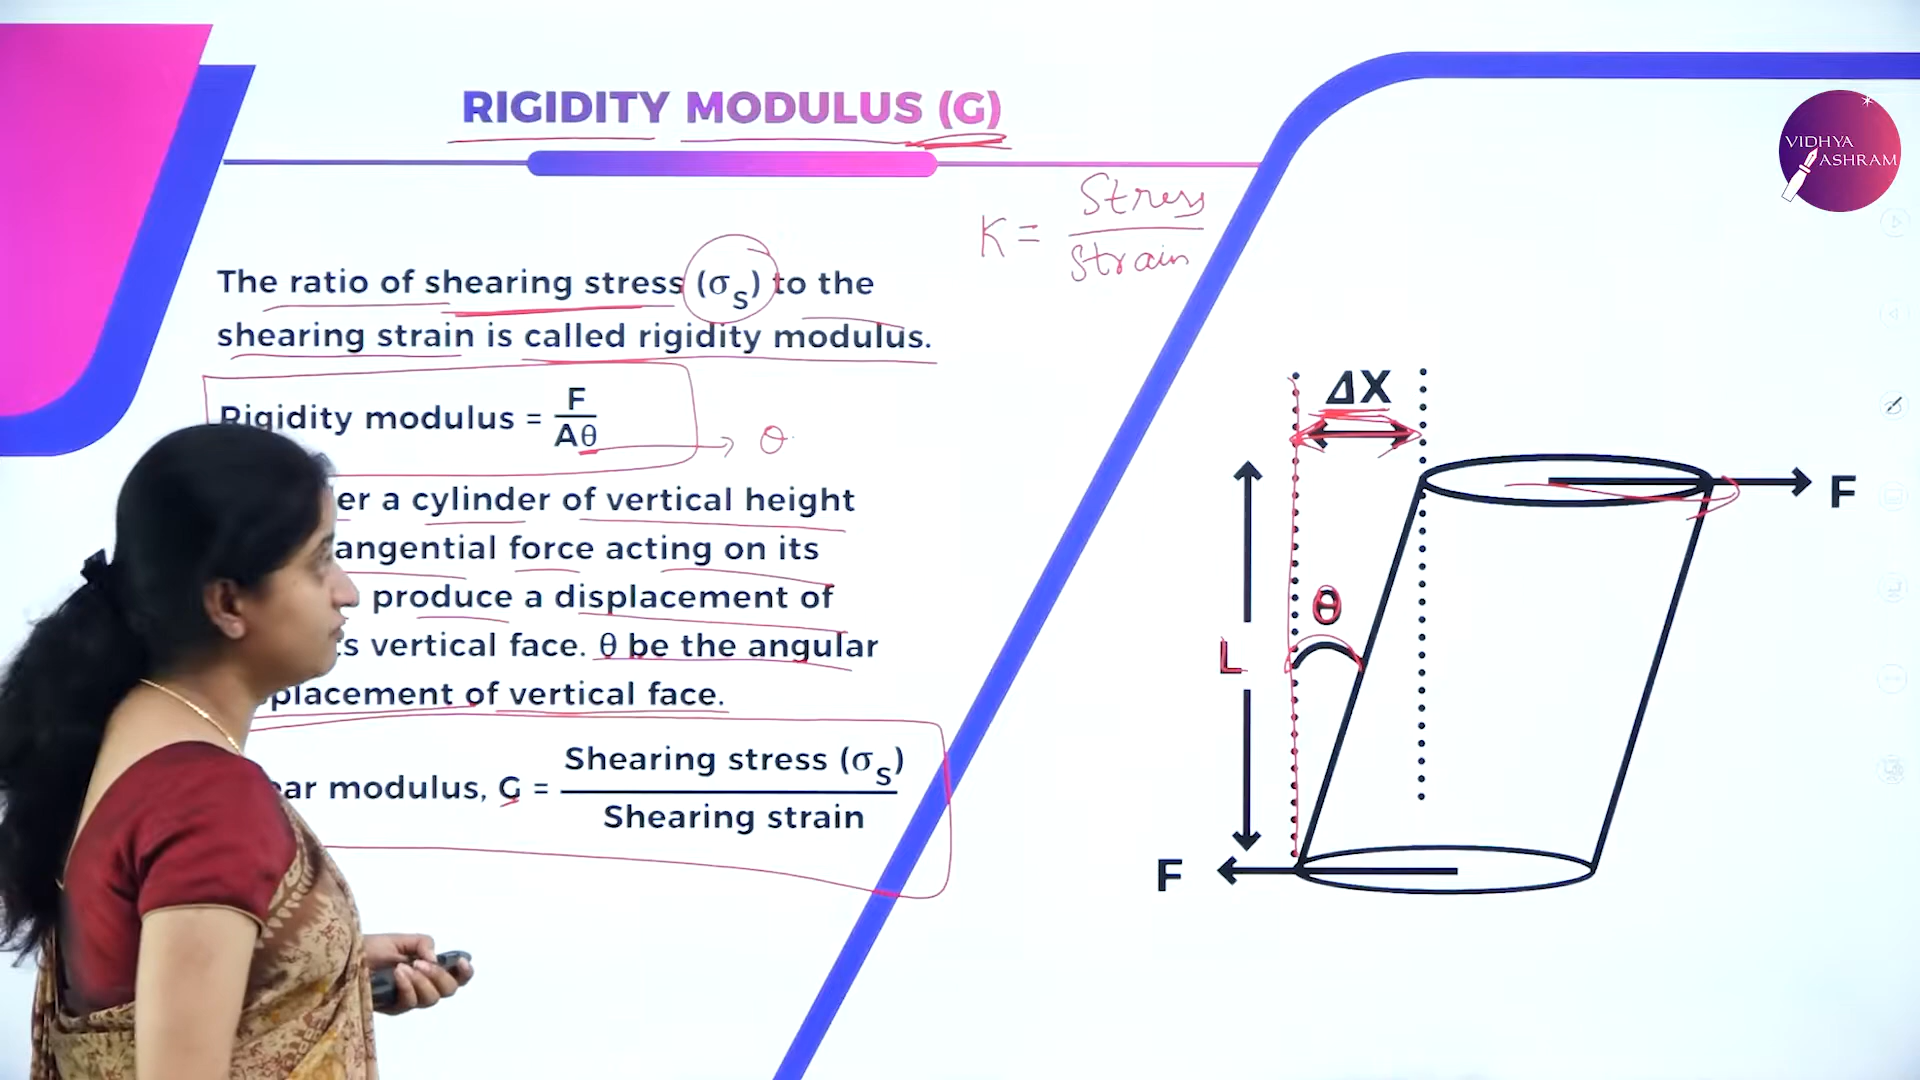 RIGIDITY MODULUS (G)
VIDHYA
ASHRAM
K = Stress
Strain
The ratio of shearing stress (σs) to the
shearing strain is called rigidity modulus.
Rigidity modulus = F
Aθ
θ
er a cylinder of vertical height
angential force acting on its
produce a displacement of
s vertical face. θ be the angular
placement of vertical face.
ar modulus, G = Shearing stress (σs)
Shearing strain
ΔX
F
θ
L
F